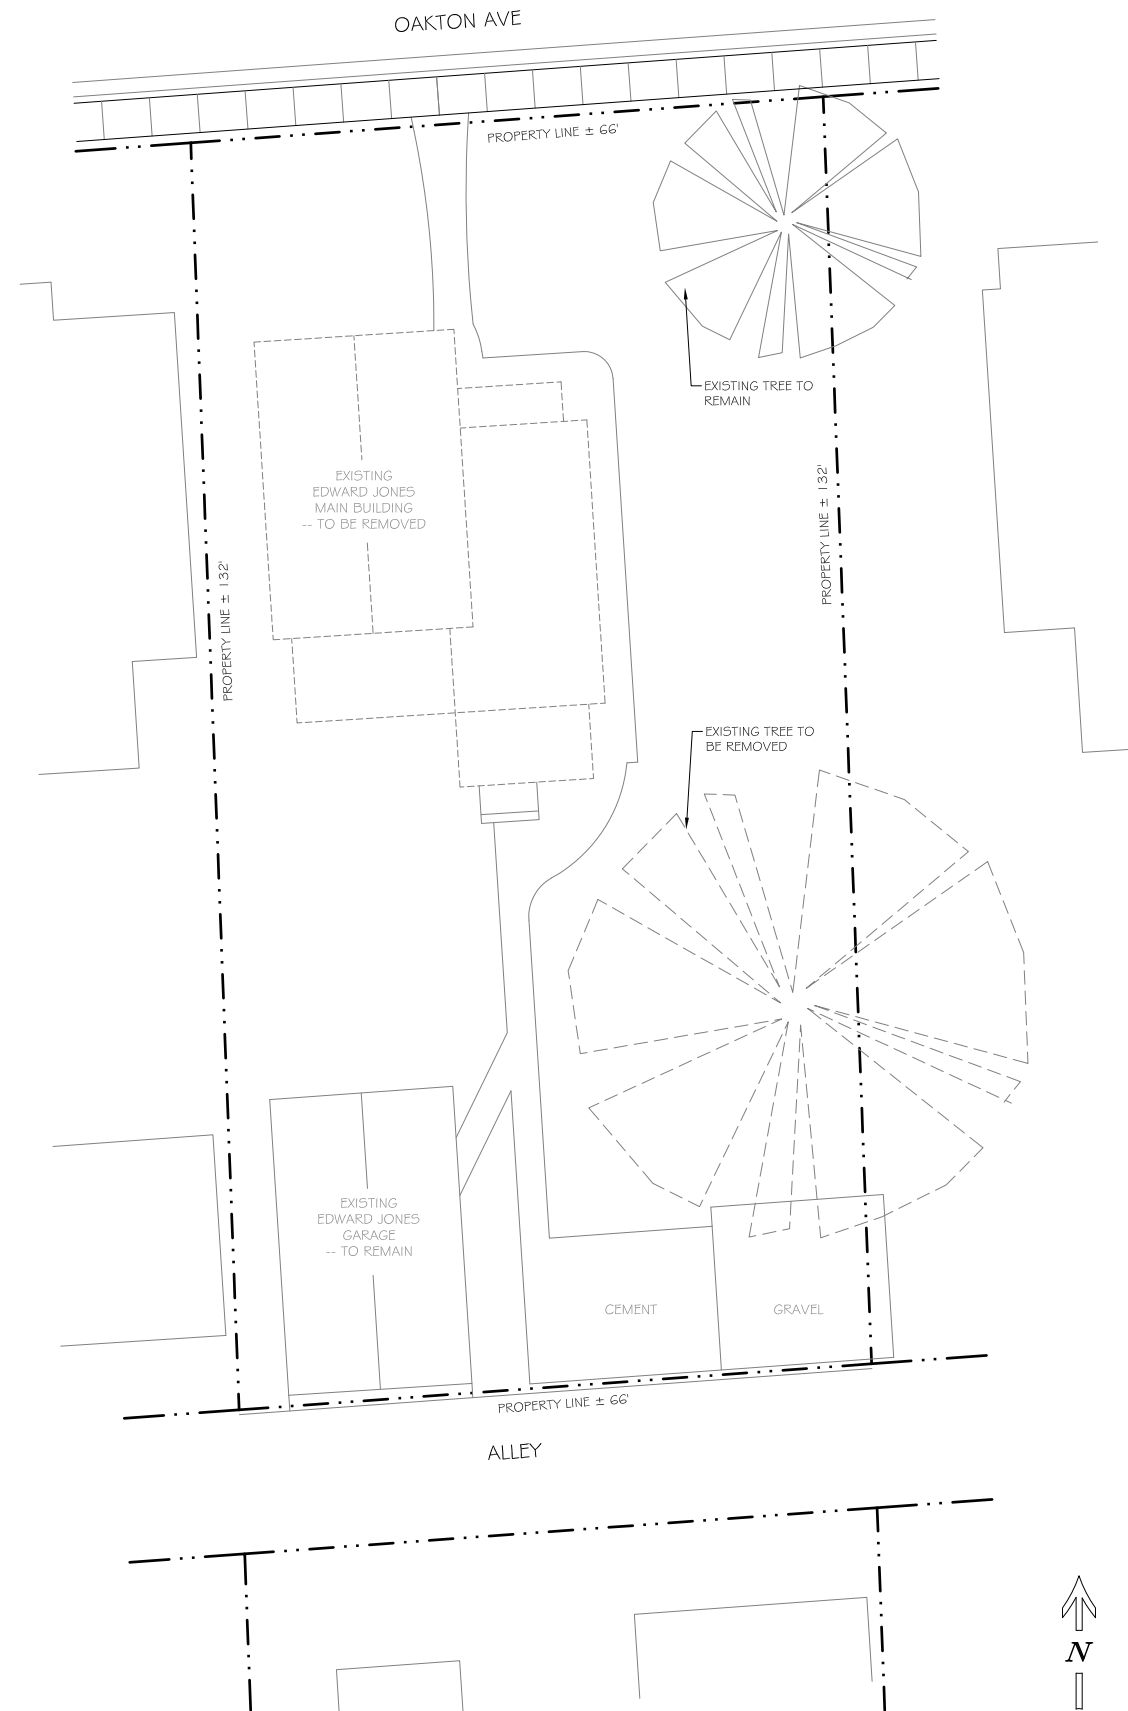 OAKTON AVE
PROPERTY LINE ± 66'
EXISTING TREE TO
REMAIN
EXISTING
EDWARD JONES
MAIN BUILDING
-- TO BE REMOVED
PROPERTY LINE ± 132'
PROPERTY LINE ± 132'
EXISTING TREE TO
BE REMOVED
EXISTING
EDWARD JONES
GARAGE
-- TO REMAIN
CEMENT
GRAVEL
PROPERTY LINE ± 66'
ALLEY
N